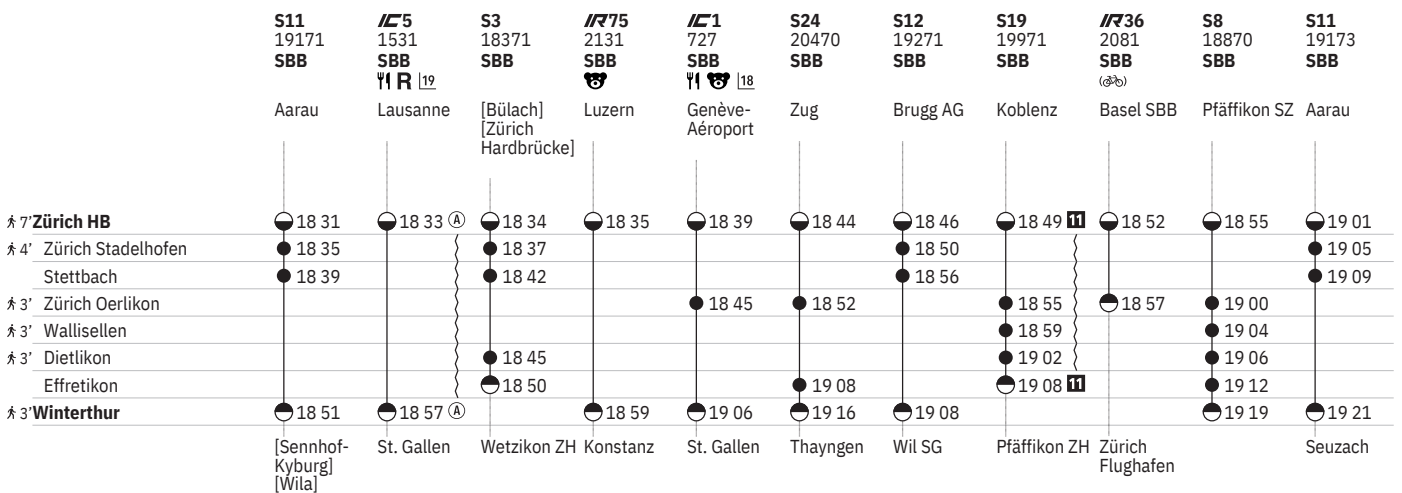 S11 IC5 S3 IR75 IC1 S24 S12 S19 IR36 S8 S11
19171 1531 18371 2131 727 20470 19271 19971 2081 18870 19173
SBB SBB SBB SBB SBB SBB SBB SBB SBB SBB SBB
R 19 18
Aarau Lausanne [Bülach] Luzern Genève- Zug Brugg AG Koblenz Basel SBB Pfäffikon SZ Aarau
[Zürich Aéroport
Hardbrücke]
7’ Zürich HB 18 31 18 33 A 18 34 18 35 18 39 18 44 18 46 18 49 11 18 52 18 55 19 01
4’ Zürich Stadelhofen 18 35 18 37 18 50 19 05
Stettbach 18 39 18 42 18 56 19 09
3’ Zürich Oerlikon 18 45 18 52 18 55 18 57 19 00
3’ Wallisellen 18 59 19 04
3’ Dietlikon 18 45 19 02 19 06
Effretikon 18 50 19 08 19 08 11 19 12
3’ Winterthur 18 51 18 57 A 18 59 19 06 19 16 19 08 19 19 19 21
[Sennhof- St. Gallen Wetzikon ZH Konstanz St. Gallen Thayngen Wil SG Pfäffikon ZH Zürich Seuzach
Kyburg] Flughafen
[Wila]